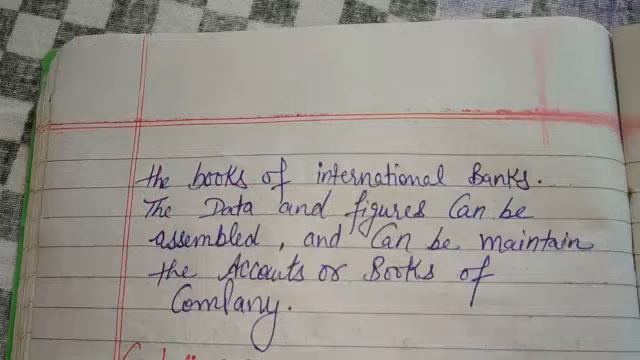 the books of international Banks.
The Data and figures Can be
assembled, and Can be maintain
the Accouts or Books of
Comlany.